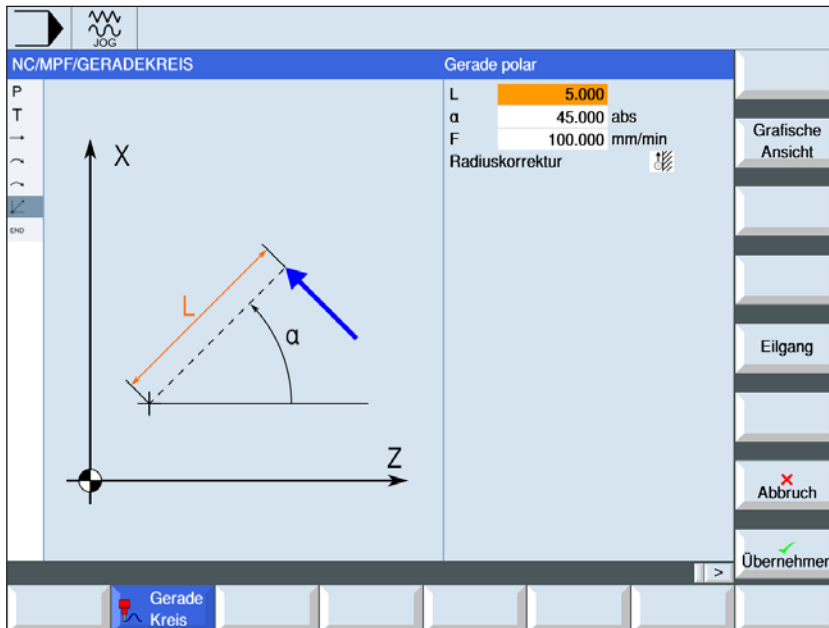 JOG
NC/MPF/GERADEKREIS
Gerade polar
P
T
END
X
L
α
Z
L 5.000
α 45.000 abs
F 100.000 mm/min
Radiuskorrektur
Grafische
Ansicht
Eilgang
Abbruch
Übernehmen
>
Gerade
Kreis